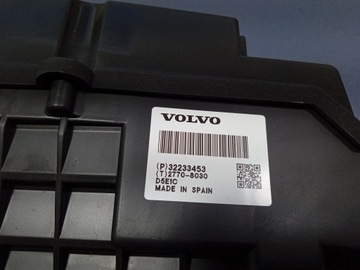 VOLVO
(P)32233453
(T)2770-8030
D5E1C
MADE IN SPAIN